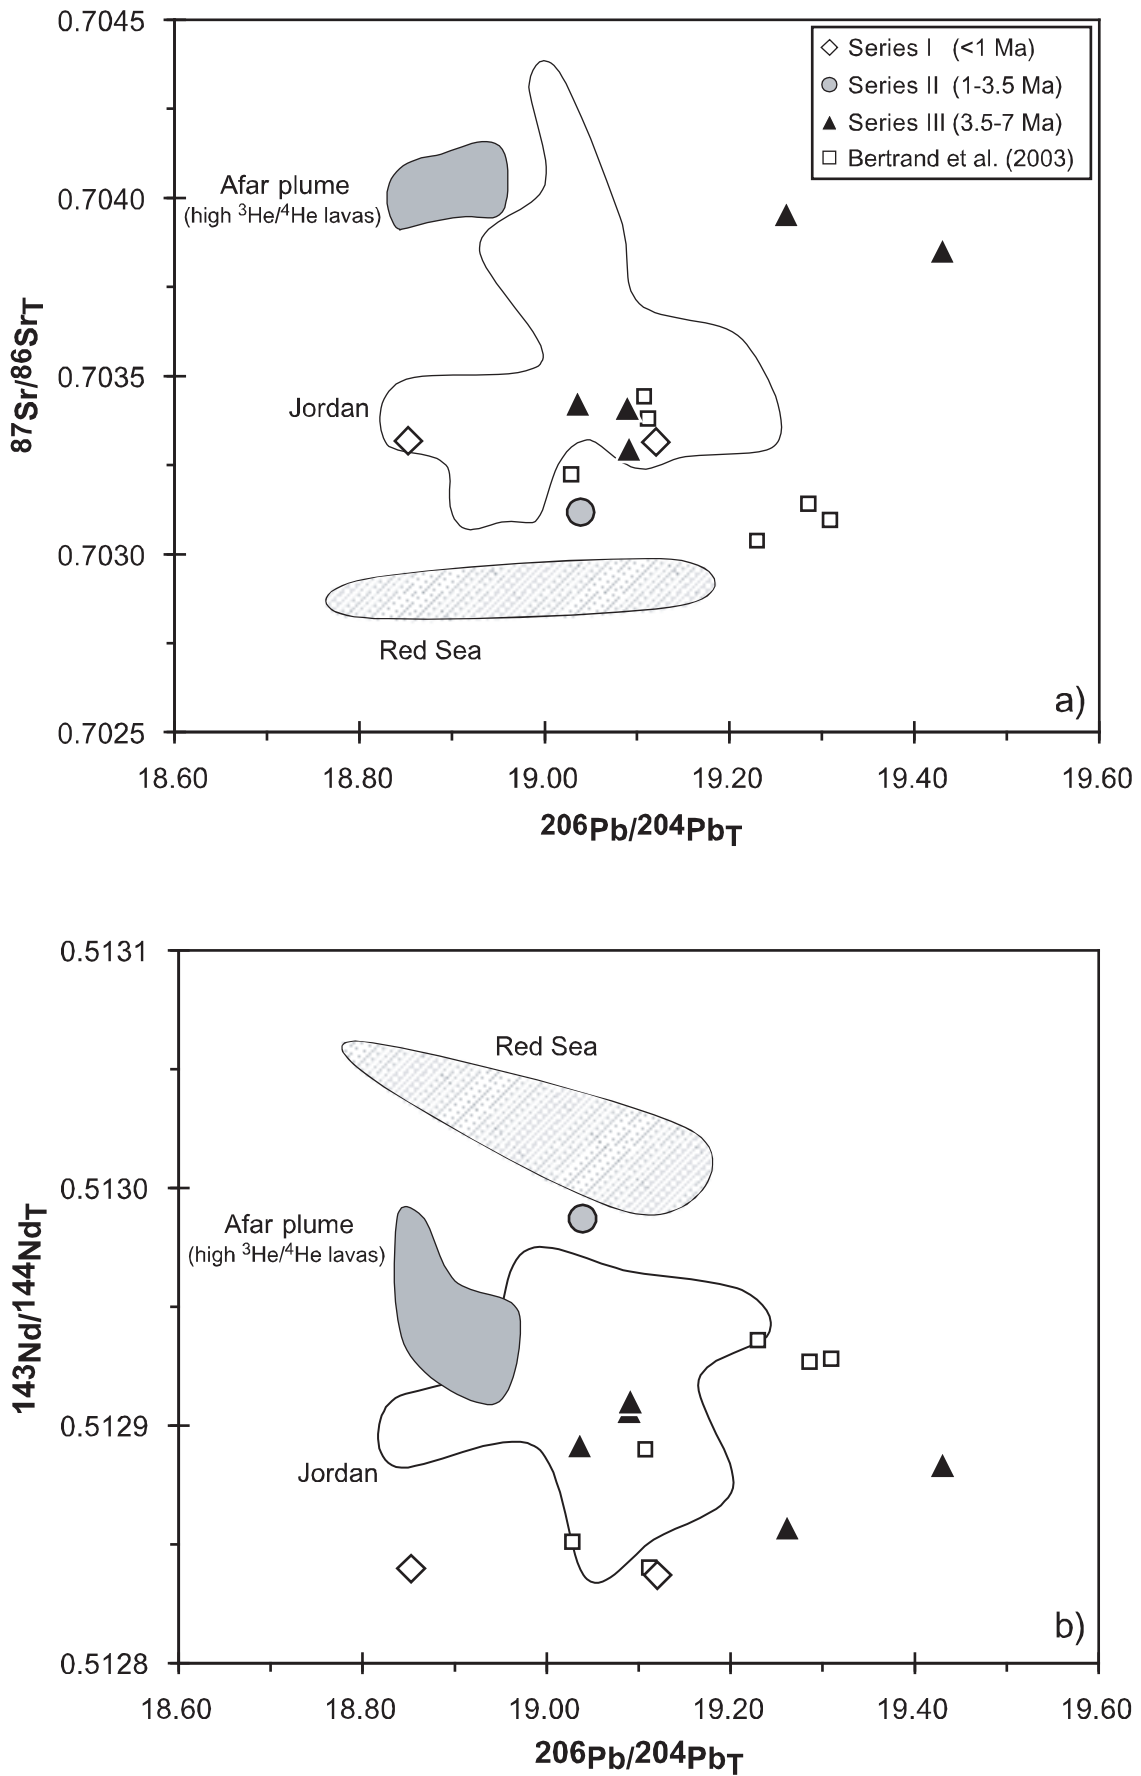 0.7045
0.7040
0.7035
0.7030
0.7025
87Sr/86SrT
Series I (<1 Ma)
Series II (1-3.5 Ma)
Series III (3.5-7 Ma)
Bertrand et al. (2003)
Afar plume
(high 3He/4He lavas)
Jordan
Red Sea
a)
18.60 18.80 19.00 19.20 19.40 19.60
206Pb/204PbT
0.5131
0.5130
0.5129
0.5128
143Nd/144NdT
Red Sea
Afar plume
(high 3He/4He lavas)
Jordan
b)
18.60 18.80 19.00 19.20 19.40 19.60
206Pb/204PbT